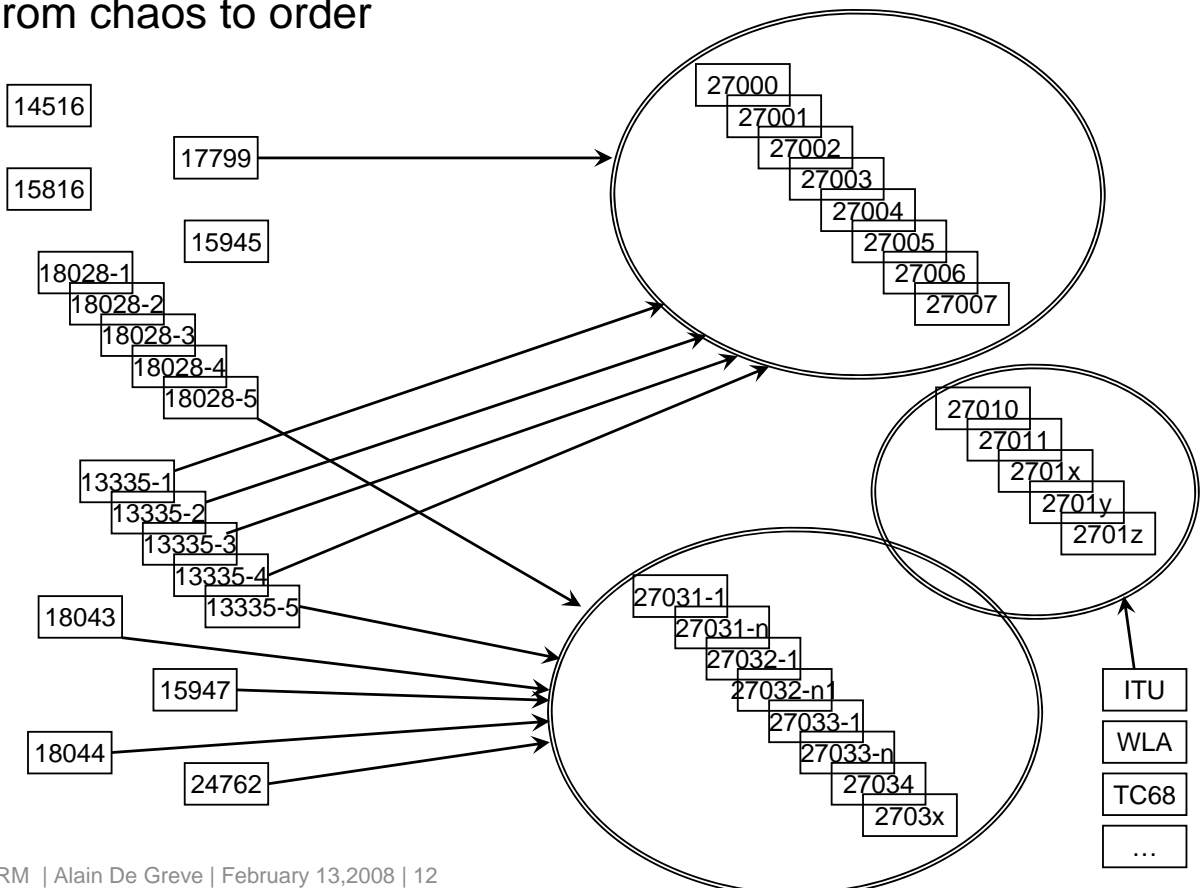 rom chaos to order
14516
15816
17799
15945
18028-1
18028-2
18028-3
18028-4
18028-5
13335-1
13335-2
13335-3
13335-4
13335-5
18043
15947
18044
24762
27000
27001
27002
27003
27004
27005
27006
27007
27010
27011
2701x
2701y
2701z
27031-1
27031-n
27032-1
27032-n1
27033-1
27033-n
27034
2703x
ITU
WLA
TC68
…
RM | Alain De Greve | February 13,2008 | 12